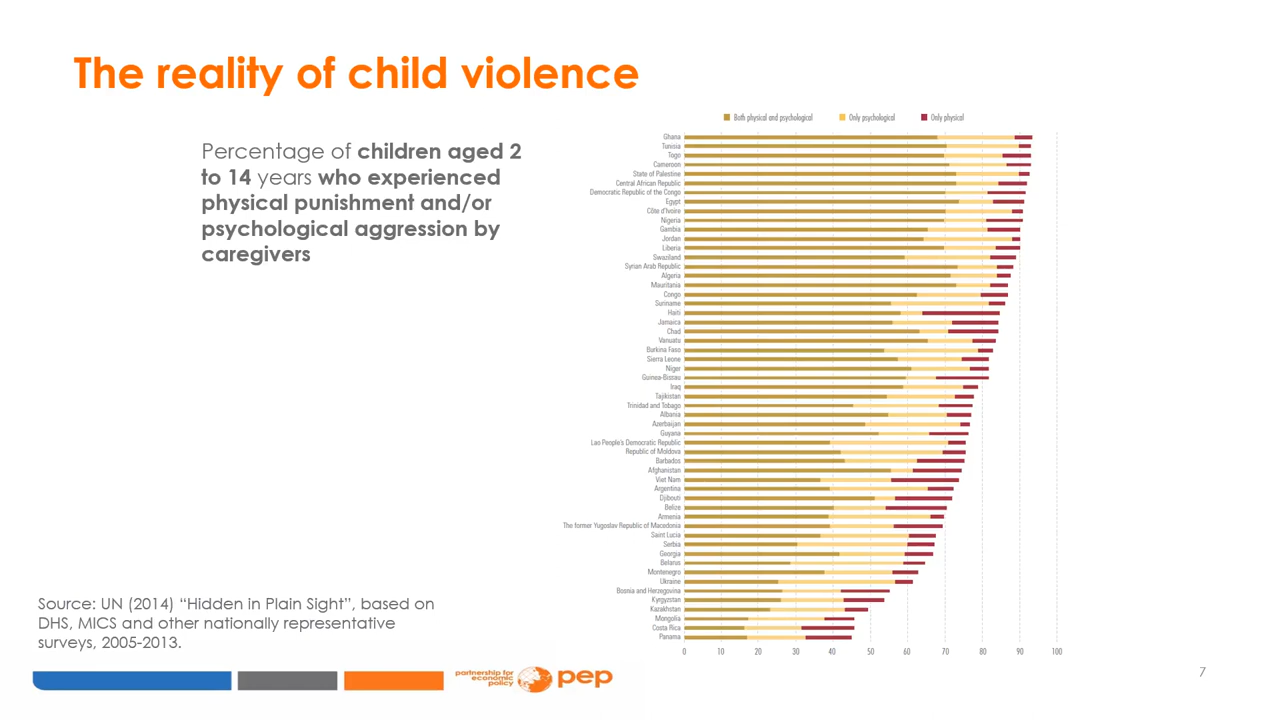 The reality of child violence
Percentage of children aged 2
to 14 years who experienced
physical punishment and/or
psychological aggression by
caregivers
Both physical and psychological
Only psychological
Only physical
Ghana
Tunisia
Togo
Cameroon
State of Palestine
Central African Republic
Democratic Republic of the Congo
Egypt
Côte d'Ivoire
Nigeria
Gambia
Jordan
Liberia
Swaziland
Syrian Arab Republic
Algeria
Mauritania
Congo
Suriname
Haiti
Jamaica
Chad
Vanuatu
Burkina Faso
Sierra Leone
Niger
Guinea-Bissau
Iraq
Tajikistan
Trinidad and Tobago
Albania
Azerbaijan
Guyana
Lao People's Democratic Republic
Republic of Moldova
Barbados
Afghanistan
Viet Nam
Argentina
Djibouti
Belize
Armenia
The former Yugoslav Republic of Macedonia
Saint Lucia
Serbia
Georgia
Belarus
Montenegro
Ukraine
Bosnia and Herzegovina
Kyrgyzstan
Kazakhstan
Mongolia
Costa Rica
Panama
0 10 20 30 40 50 60 70 80 90 100
Source: UN (2014) “Hidden in Plain Sight”, based on
DHS, MICS and other nationally representative
surveys, 2005-2013.
partnership for
economic
policy
pep
7